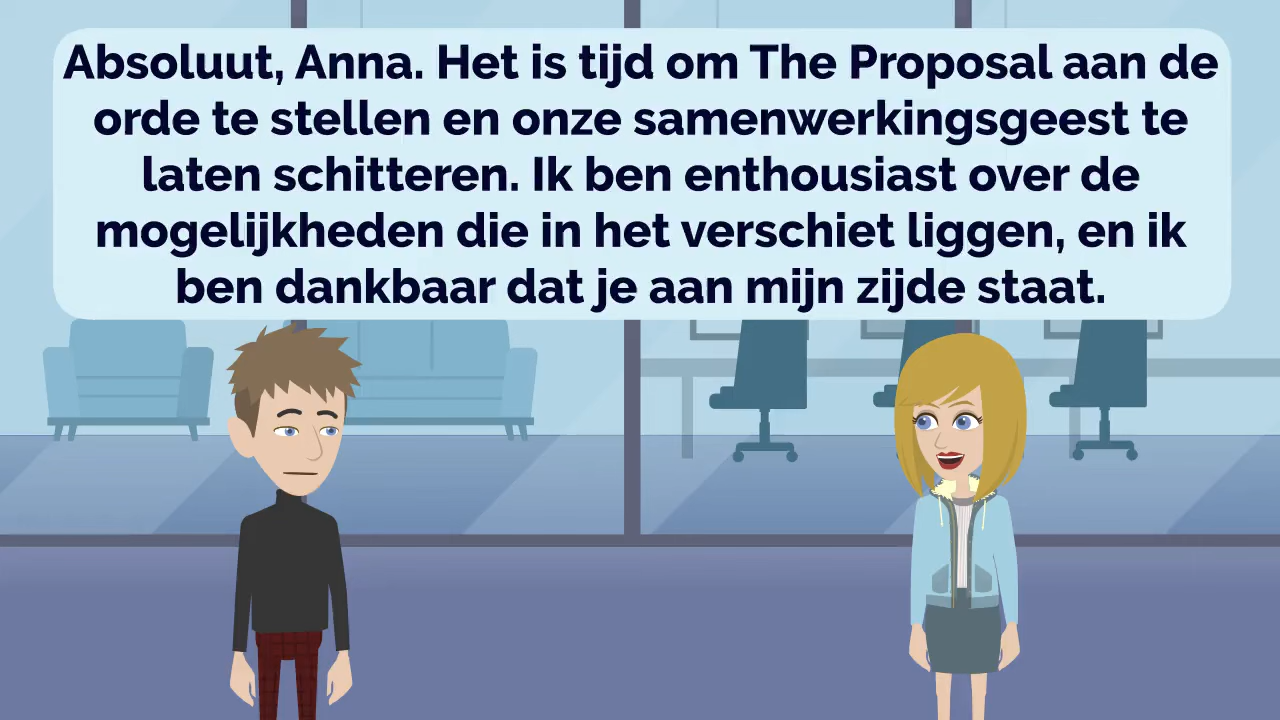 Absoluut, Anna. Het is tijd om The Proposal aan de
orde te stellen en onze samenwerkingsgeest te
laten schitteren. Ik ben enthousiast over de
mogelijkheden die in het verschiet liggen, en ik
ben dankbaar dat je aan mijn zijde staat.